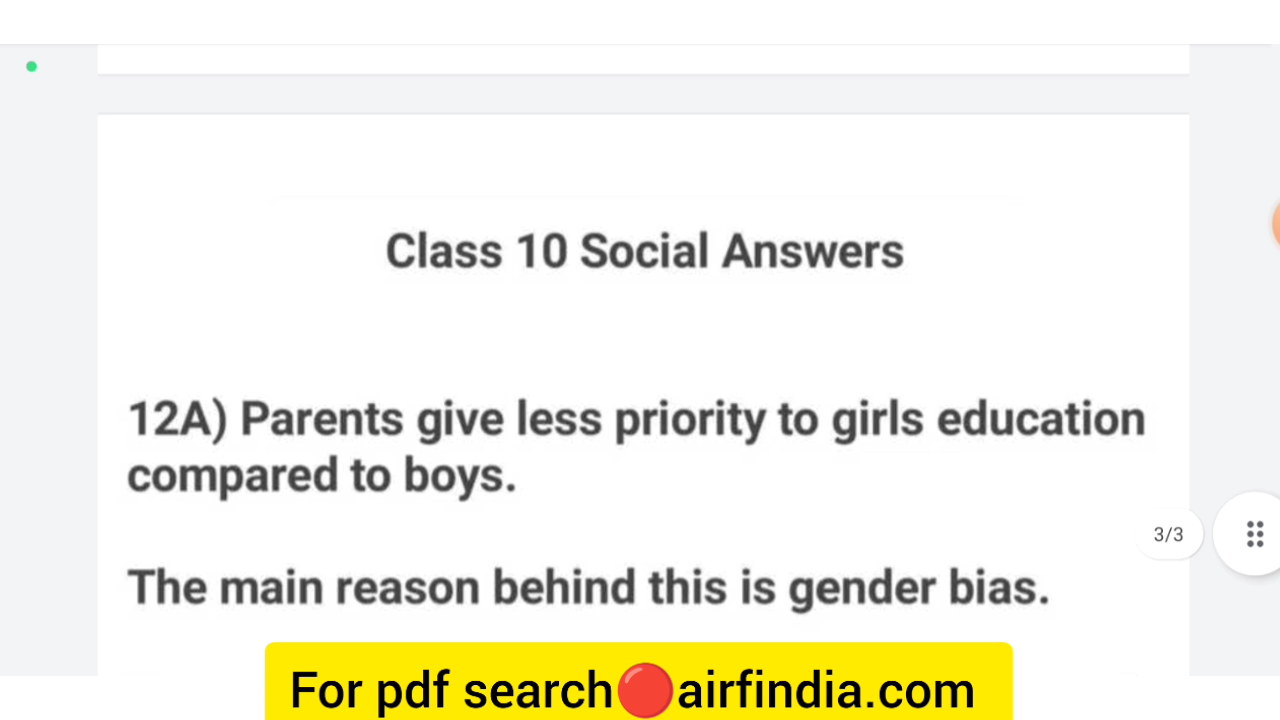 Class 10 Social Answers
12A) Parents give less priority to girls education
compared to boys.
The main reason behind this is gender bias.
3/3
For pdf search🔴airfindia.com